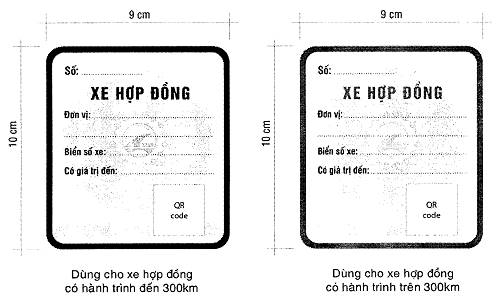 9 cm
10 cm
Số:
XE HỢP ĐỒNG
Đơn vị:
Biển số xe:
Có giá trị đến:
QR
code
Dùng cho xe hợp đồng
có hành trình đến 300km
9 cm
10 cm
Số:
XE HỢP ĐỒNG
Đơn vị:
Biển số xe:
Có giá trị đến:
QR
code
Dùng cho xe hợp đồng
có hành trình trên 300km